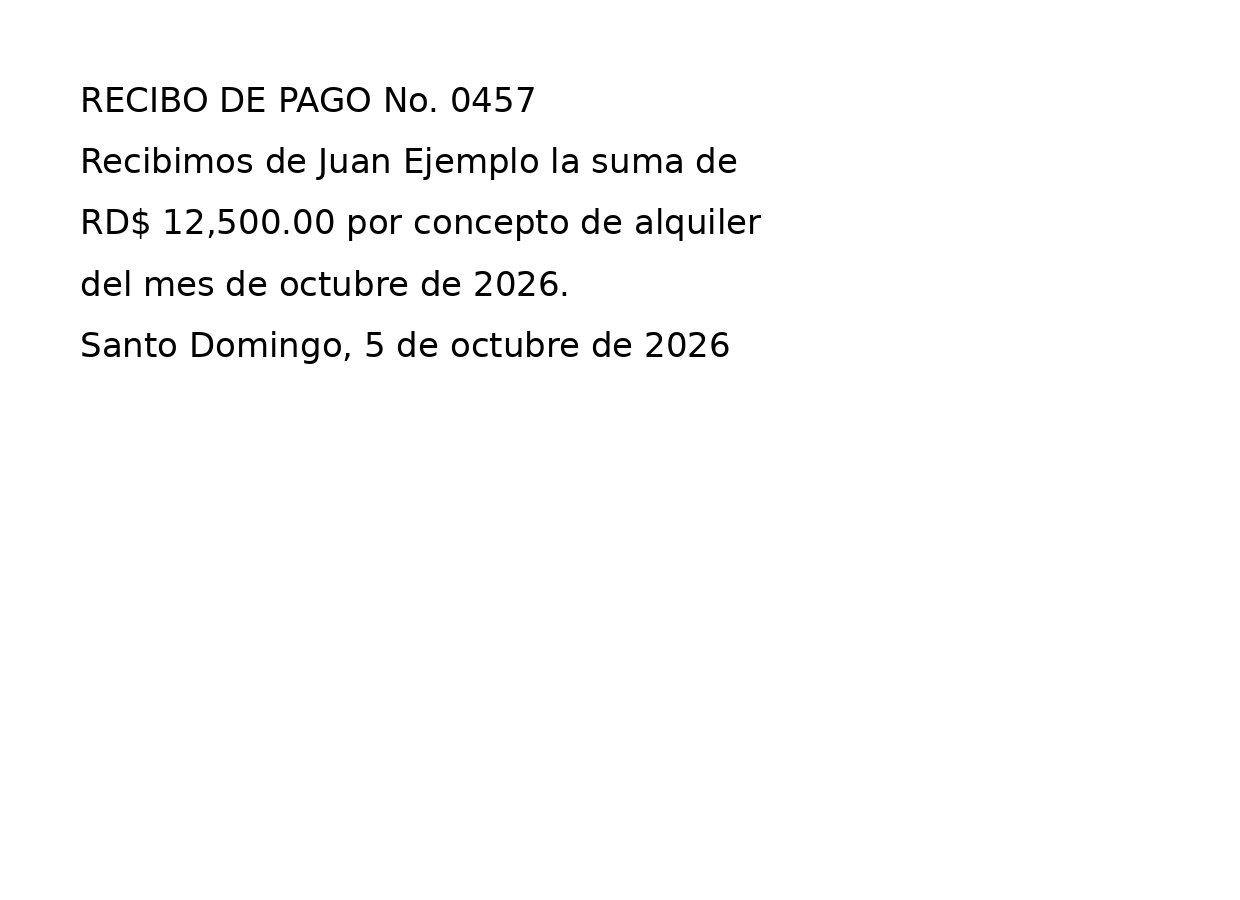 RECIBO DE PAGO No. 0457
Recibimos de Juan Ejemplo la suma de
RD$ 12,500.00 por concepto de alquiler
del mes de octubre de 2026.
Santo Domingo, 5 de octubre de 2026